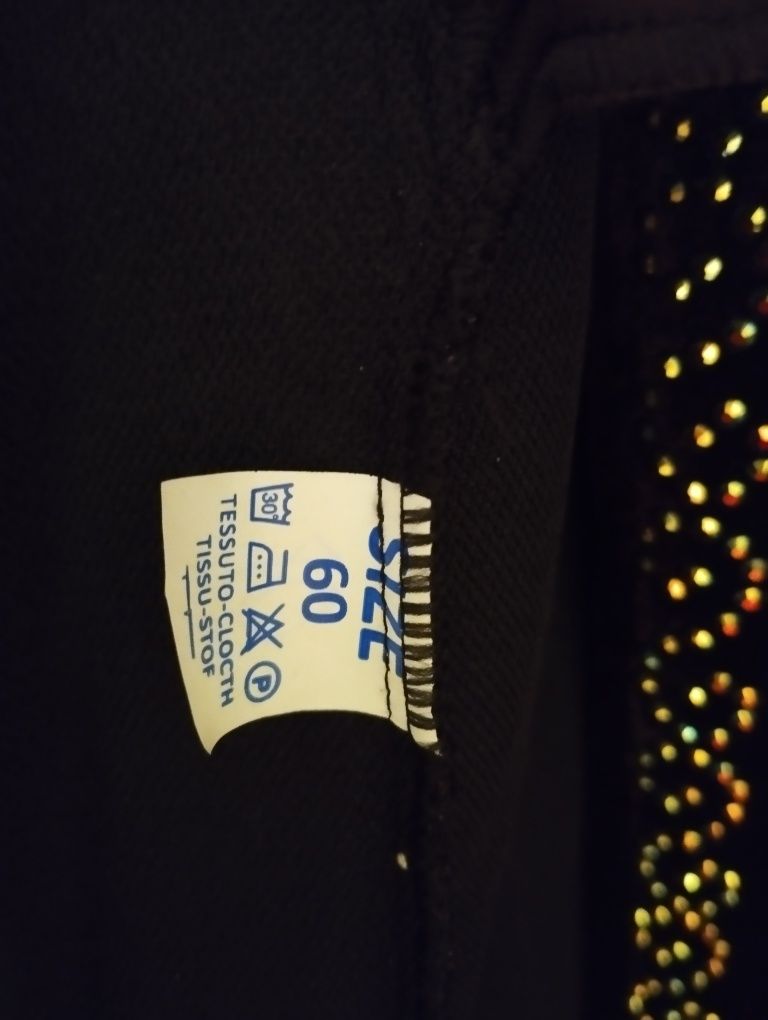 SIZE
60
30° P
TESSUTO-CLOCTH
TISSU-STOF